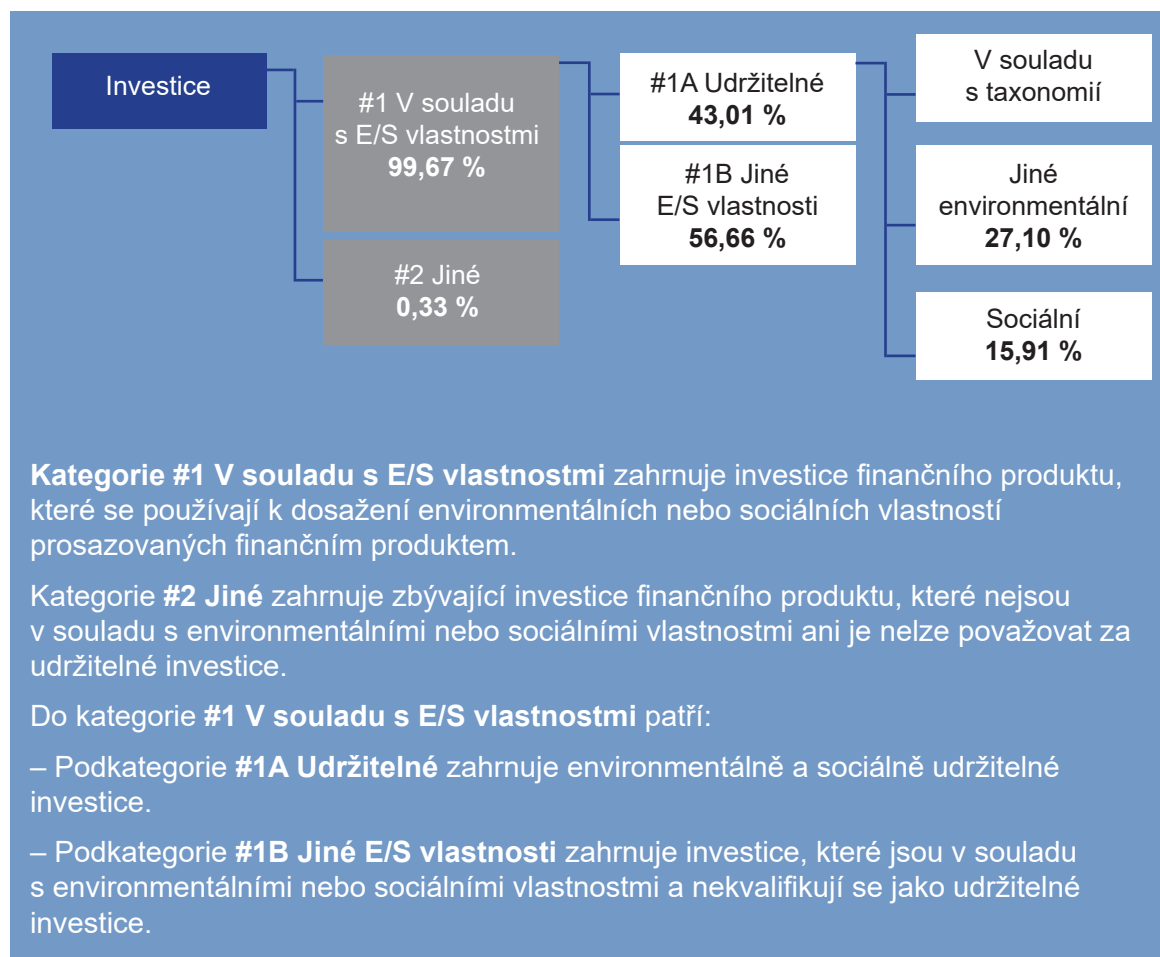 Investice
#1 V souladu
s E/S vlastnostmi
99,67 %
#2 Jiné
0,33 %
#1A Udržitelné
43,01 %
#1B Jiné
E/S vlastnosti
56,66 %
V souladu
s taxonomií
Jiné
environmentální
27,10 %
Sociální
15,91 %
Kategorie #1 V souladu s E/S vlastnostmi zahrnuje investice finančního produktu,
které se používají k dosažení environmentálních nebo sociálních vlastností
prosazovaných finančním produktem.
Kategorie #2 Jiné zahrnuje zbývající investice finančního produktu, které nejsou
v souladu s environmentálními nebo sociálními vlastnostmi ani je nelze považovat za
udržitelné investice.
Do kategorie #1 V souladu s E/S vlastnostmi patří:
– Podkategorie #1A Udržitelné zahrnuje environmentálně a sociálně udržitelné
investice.
– Podkategorie #1B Jiné E/S vlastnosti zahrnuje investice, které jsou v souladu
s environmentálními nebo sociálními vlastnostmi a nekvalifikují se jako udržitelné
investice.